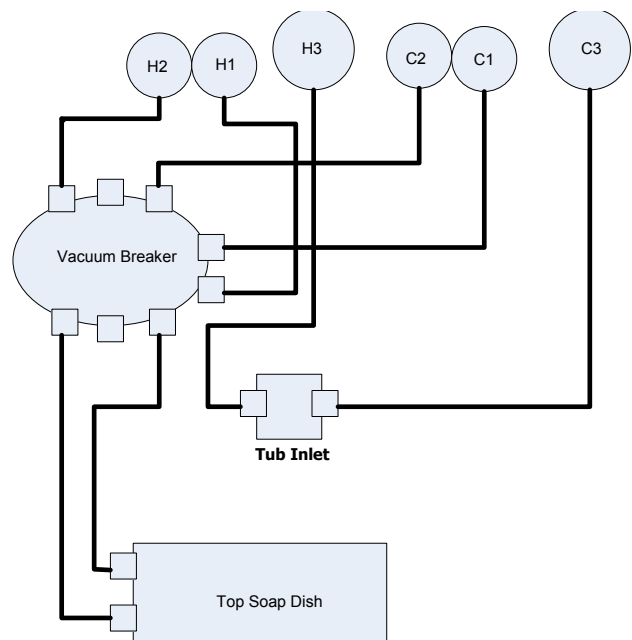 H2
H1
H3
C2
C1
C3
Vacuum Breaker
Tub Inlet
Top Soap Dish